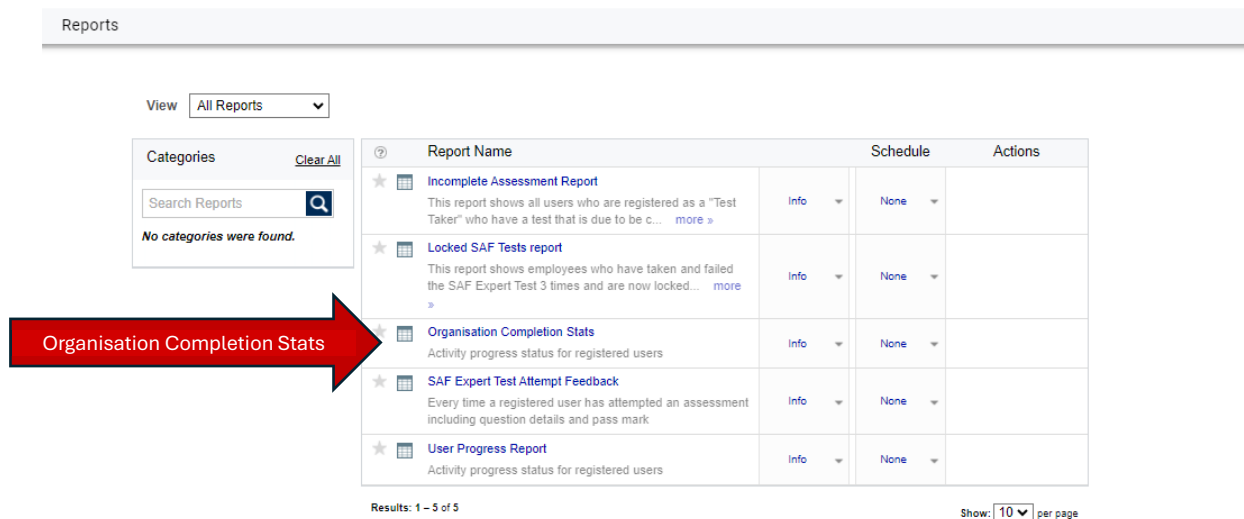 Reports
View All Reports
Categories Clear All
Search Reports
No categories were found.
? Report Name Schedule Actions
Incomplete Assessment Report
This report shows all users who are registered as a "Test
Taker" who have a test that is due to be c... more »
Info None
Locked SAF Tests report
This report shows employees who have taken and failed
the SAF Expert Test 3 times and are now locked... more
»
Info None
Organisation Completion Stats
Organisation Completion Stats
Activity progress status for registered users
Info None
SAF Expert Test Attempt Feedback
Every time a registered user has attempted an assessment
including question details and pass mark
Info None
User Progress Report
Activity progress status for registered users
Info None
Results: 1 – 5 of 5
Show: 10 per page